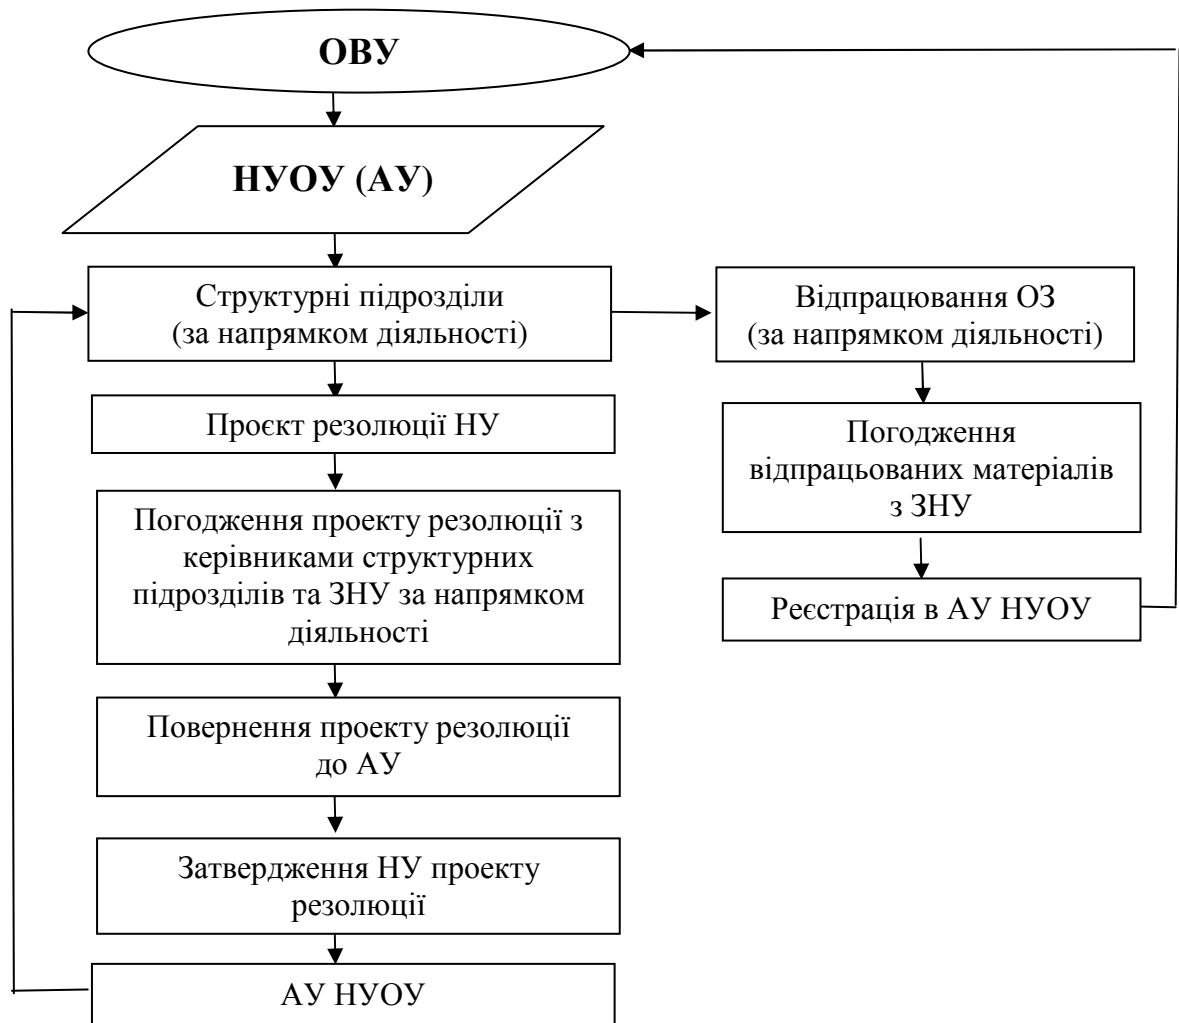 ОВУ
НУОУ (АУ)
Структурні підрозділи
(за напрямком діяльності)
Проєкт резолюції НУ
Погодження проекту резолюції з
керівниками структурних
підрозділів та ЗНУ за напрямком
діяльності
Повернення проекту резолюції
до АУ
Затвердження НУ проекту
резолюції
АУ НУОУ
Відпрацювання ОЗ
(за напрямком діяльності)
Погодження
відпрацьованих матеріалів
з ЗНУ
Реєстрація в АУ НУОУ